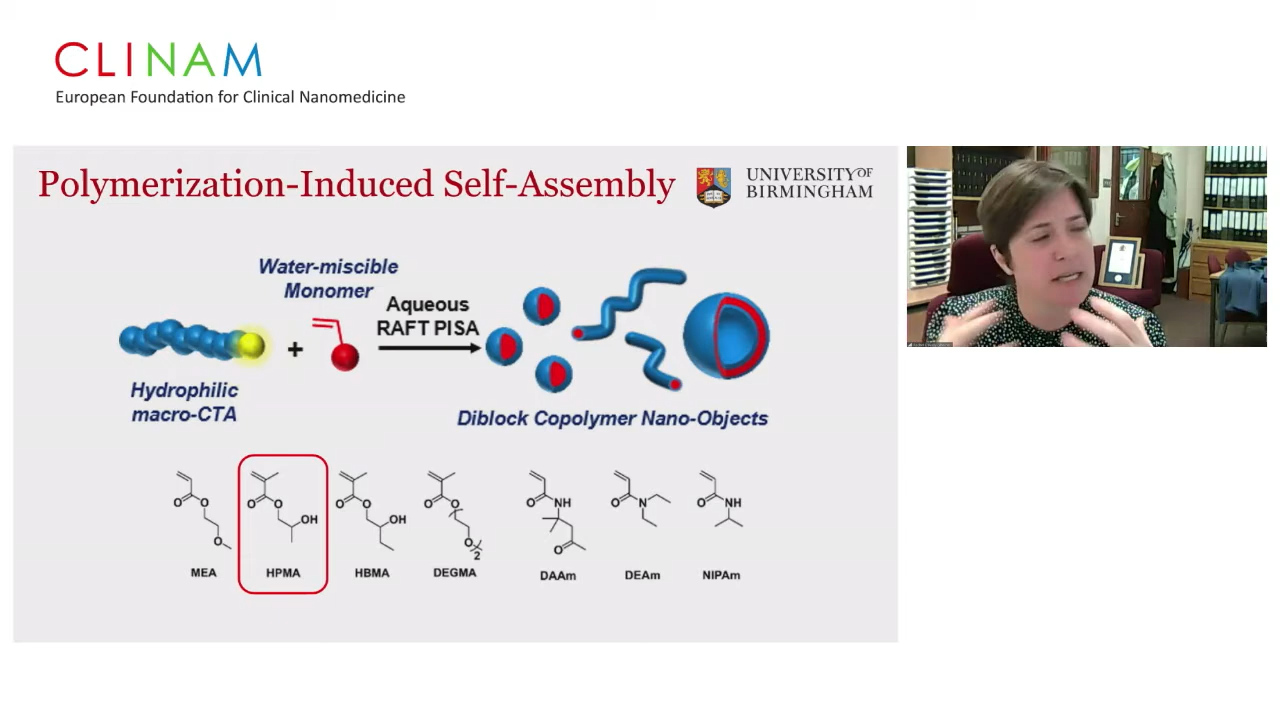 CLINAM
European Foundation for Clinical Nanomedicine
Polymerization-Induced Self-Assembly
UNIVERSITY OF
BIRMINGHAM
Water-miscible
Monomer
Aqueous
RAFT PISA
+
Hydrophilic
macro-CTA
Diblock Copolymer Nano-Objects
O O
O O OH
O O OH
O O
O NH
O N
O NH
O
O 2
O
MEA
HPMA
HBMA
DEGMA
DAAm
DEAm
NIPAm